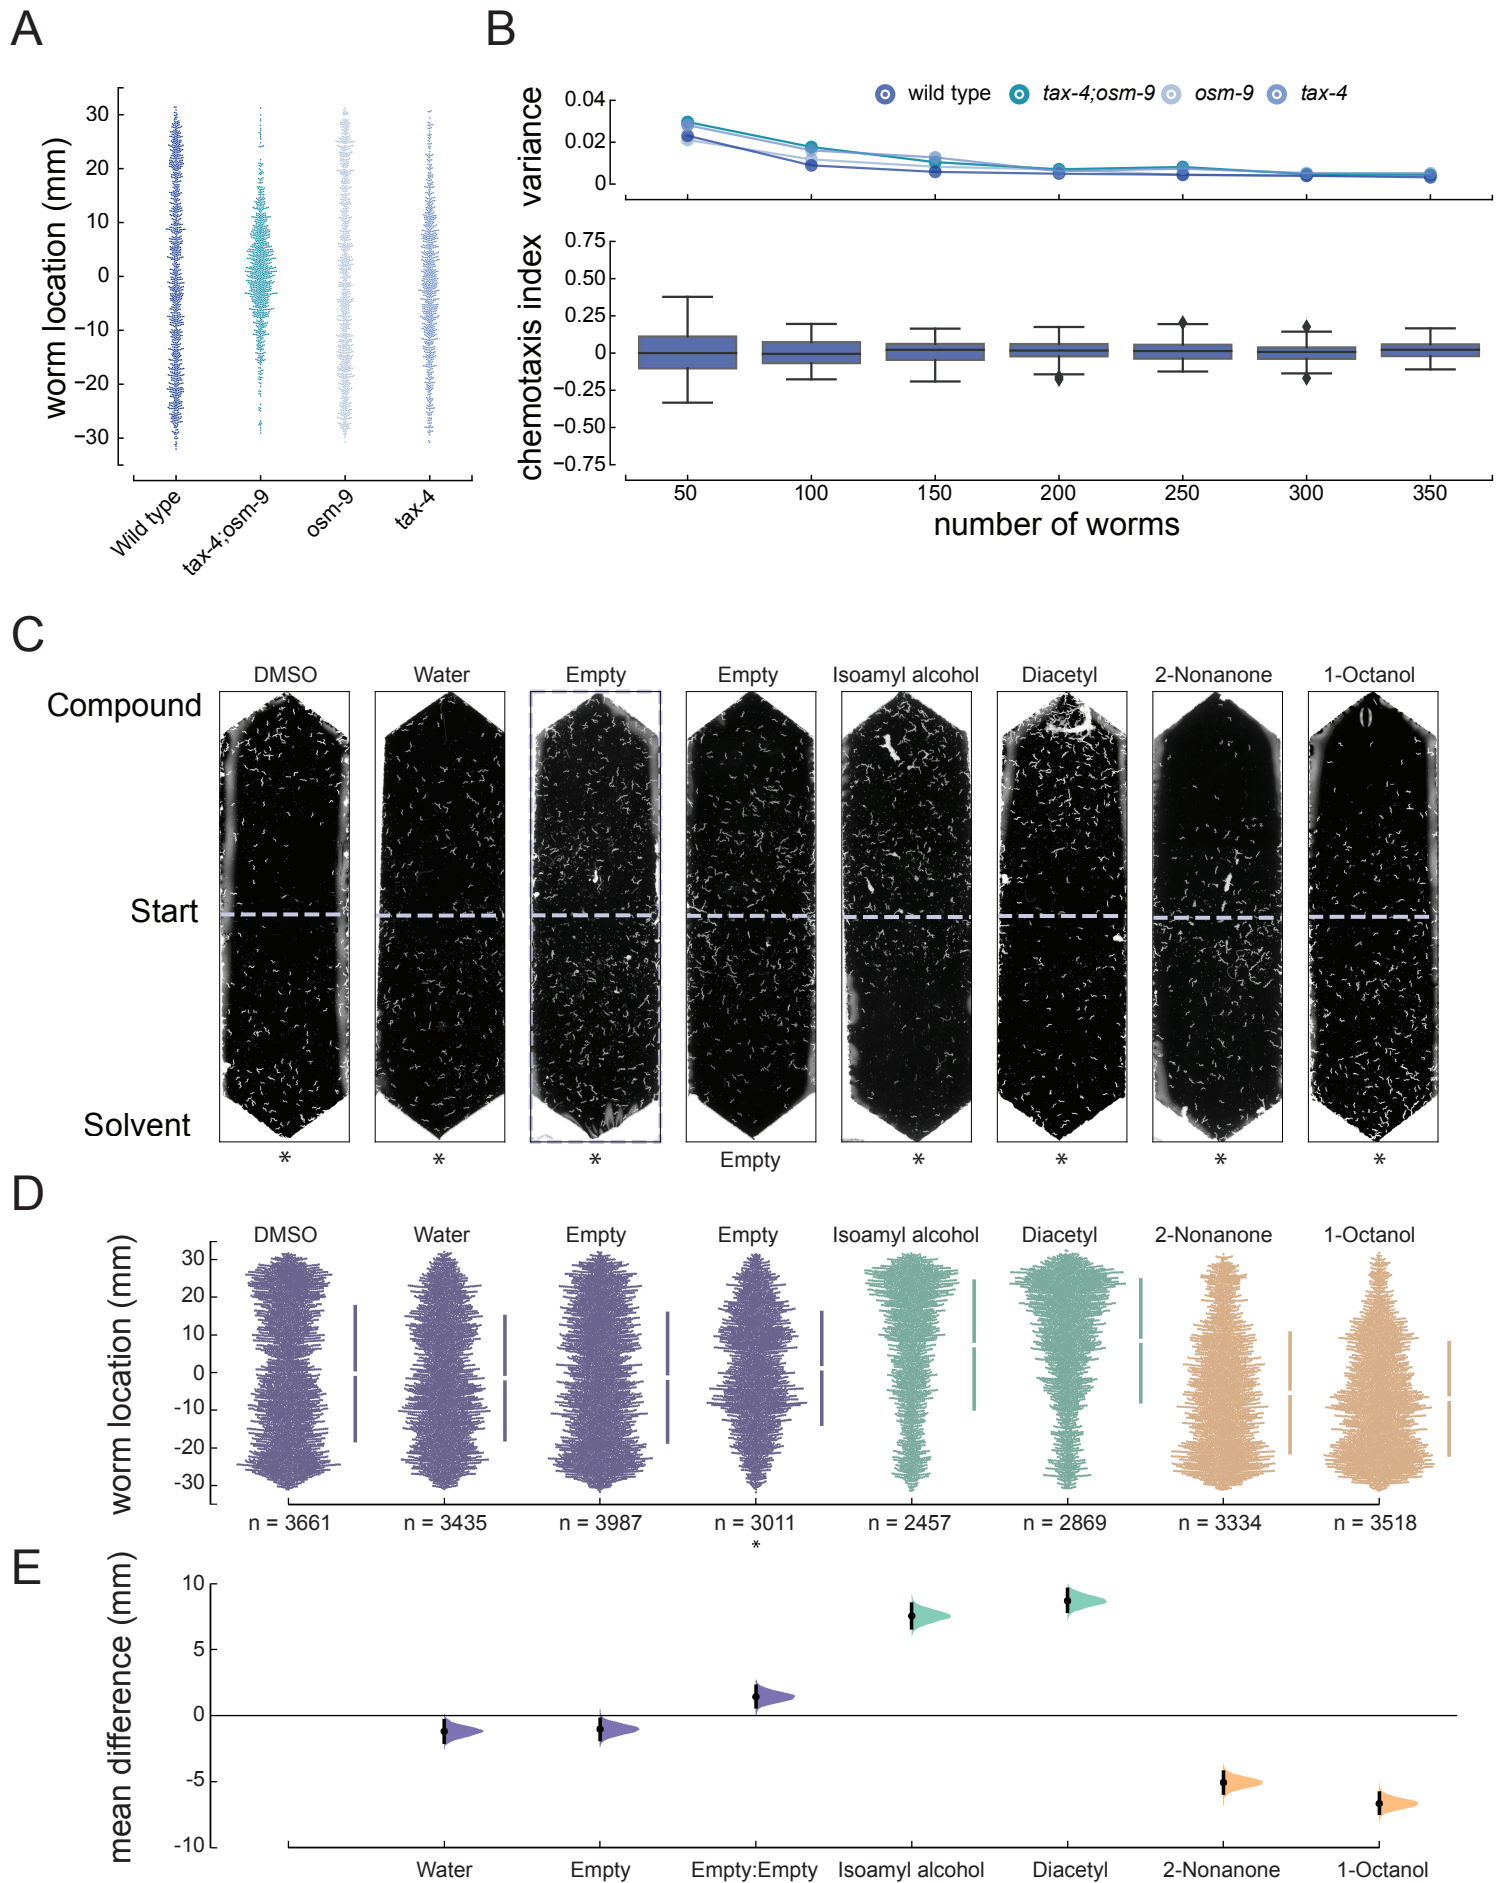 A
B
worm location (mm)
30
20
10
0
−10
−20
−30
Wild type
tax-4;osm-9
osm-9
tax-4
wild type tax-4;osm-9 osm-9 tax-4
variance
0.04
0.02
0
chemotaxis index
0.75
0.50
0.25
0
−0.25
−0.50
−0.75
50 100 150 200 250 300 350
number of worms
C
DMSO Water Empty Empty Isoamyl alcohol Diacetyl 2-Nonanone 1-Octanol
Compound
Start
Solvent
* * * Empty * * * *
D
DMSO Water Empty Empty Isoamyl alcohol Diacetyl 2-Nonanone 1-Octanol
worm location (mm)
30
20
10
0
-10
-20
-30
n = 3661 n = 3435 n = 3987 n = 3011 n = 2457 n = 2869 n = 3334 n = 3518
*
E
mean difference (mm)
10
5
0
-5
-10
Water Empty Empty:Empty Isoamyl alcohol Diacetyl 2-Nonanone 1-Octanol